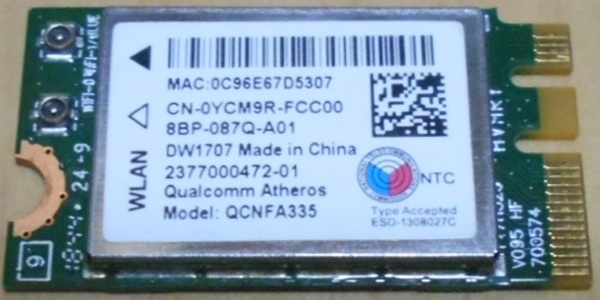 MAC:0C96E67D5307
CN-0YCM9R-FCC00
8BP-087Q-A01
DW1707 Made in China
2377000472-01
Qualcomm Atheros
Model: QCNFA335
WLAN
NTC
Type Accepted
ESD-1308027C
24-9
9
V095 HF
700574